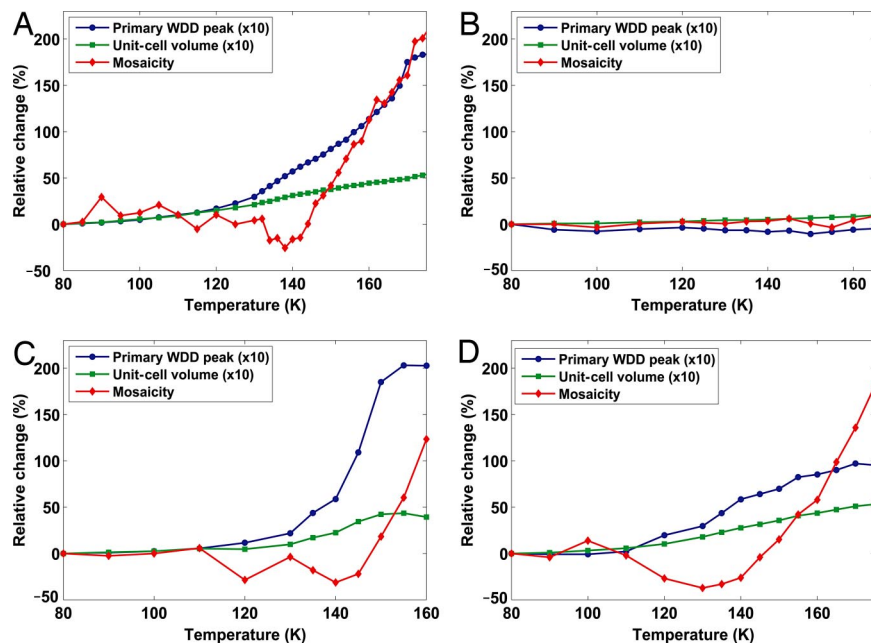 A
Primary WDD peak (x10)
Unit-cell volume (x10)
Mosaicity
Relative change (%)
200
150
100
50
0
−50
80
100
120
140
160
Temperature (K)
B
Primary WDD peak (x10)
Unit-cell volume (x10)
Mosaicity
Relative change (%)
200
150
100
50
0
−50
80
100
120
140
160
Temperature (K)
C
Primary WDD peak (x10)
Unit-cell volume (x10)
Mosaicity
Relative change (%)
200
150
100
50
0
−50
80
100
120
140
160
Temperature (K)
D
Primary WDD peak (x10)
Unit-cell volume (x10)
Mosaicity
Relative change (%)
200
150
100
50
0
−50
80
100
120
140
160
Temperature (K)